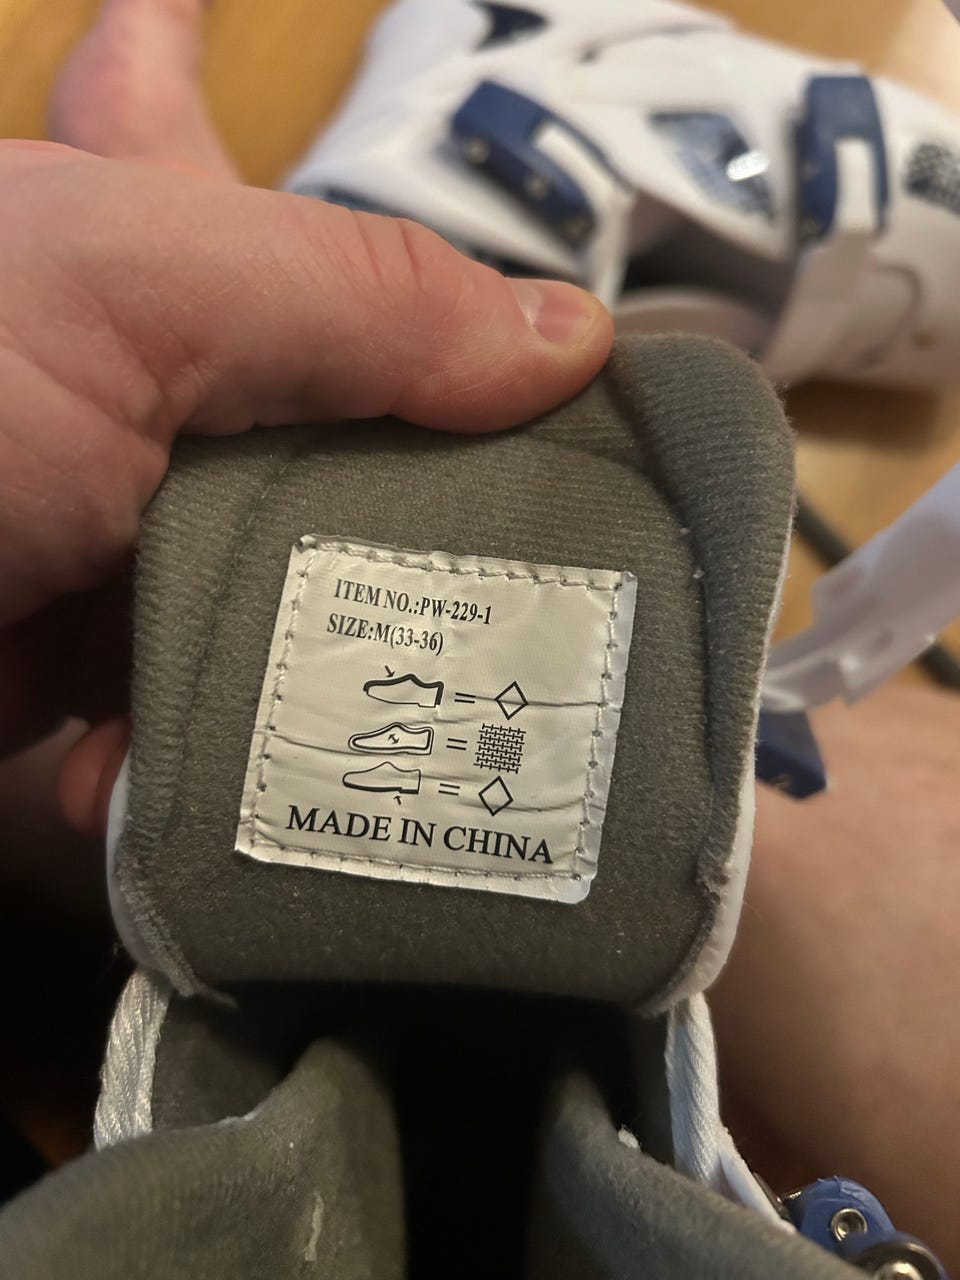 ITEM NO.:PW-229-1
SIZE:M(33-36)
MADE IN CHINA